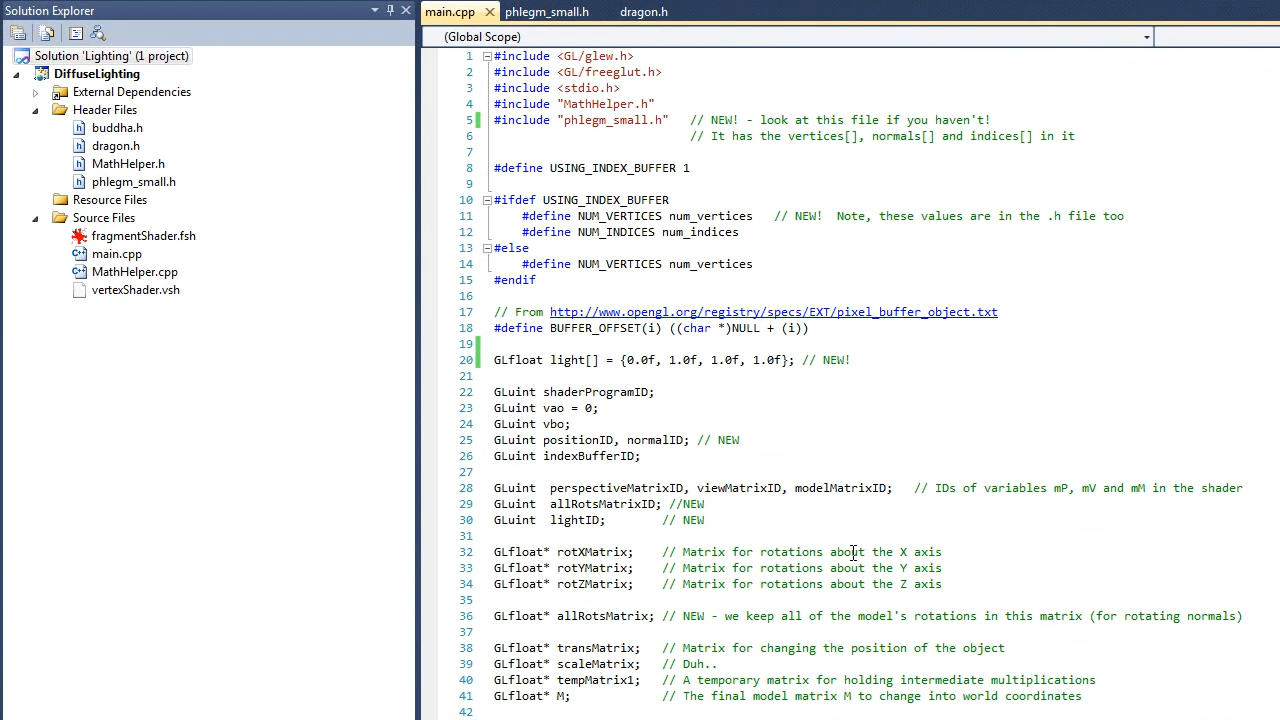 Solution Explorer
Solution 'Lighting' (1 project)
DiffuseLighting
External Dependencies
Header Files
buddha.h
dragon.h
MathHelper.h
phlegm_small.h
Resource Files
Source Files
fragmentShader.fsh
main.cpp
MathHelper.cpp
vertexShader.vsh
main.cpp phlegm_small.h dragon.h
(Global Scope)
1 #include <GL/glew.h>
2 #include <GL/freeglut.h>
3 #include <stdio.h>
4 #include "MathHelper.h"
5 #include "phlegm_small.h" // NEW! - look at this file if you haven't!
6 // It has the vertices[], normals[] and indices[] in it
7
8 #define USING_INDEX_BUFFER 1
9
10 #ifdef USING_INDEX_BUFFER
11 #define NUM_VERTICES num_vertices // NEW! Note, these values are in the .h file too
12 #define NUM_INDICES num_indices
13 #else
14 #define NUM_VERTICES num_vertices
15 #endif
16
17 // From http://www.opengl.org/registry/specs/EXT/pixel_buffer_object.txt
18 #define BUFFER_OFFSET(i) ((char *)NULL + (i))
19
20 GLfloat light[] = {0.0f, 1.0f, 1.0f, 1.0f}; // NEW!
21
22 GLuint shaderProgramID;
23 GLuint vao = 0;
24 GLuint vbo;
25 GLuint positionID, normalID; // NEW
26 GLuint indexBufferID;
27
28 GLuint perspectiveMatrixID, viewMatrixID, modelMatrixID; // IDs of variables mP, mV and mM in the shader
29 GLuint allRotsMatrixID; //NEW
30 GLuint lightID; // NEW
31
32 GLfloat* rotXMatrix; // Matrix for rotations about the X axis
33 GLfloat* rotYMatrix; // Matrix for rotations about the Y axis
34 GLfloat* rotZMatrix; // Matrix for rotations about the Z axis
35
36 GLfloat* allRotsMatrix; // NEW - we keep all of the model's rotations in this matrix (for rotating normals)
37
38 GLfloat* transMatrix; // Matrix for changing the position of the object
39 GLfloat* scaleMatrix; // Duh..
40 GLfloat* tempMatrix1; // A temporary matrix for holding intermediate multiplications
41 GLfloat* M; // The final model matrix M to change into world coordinates
42